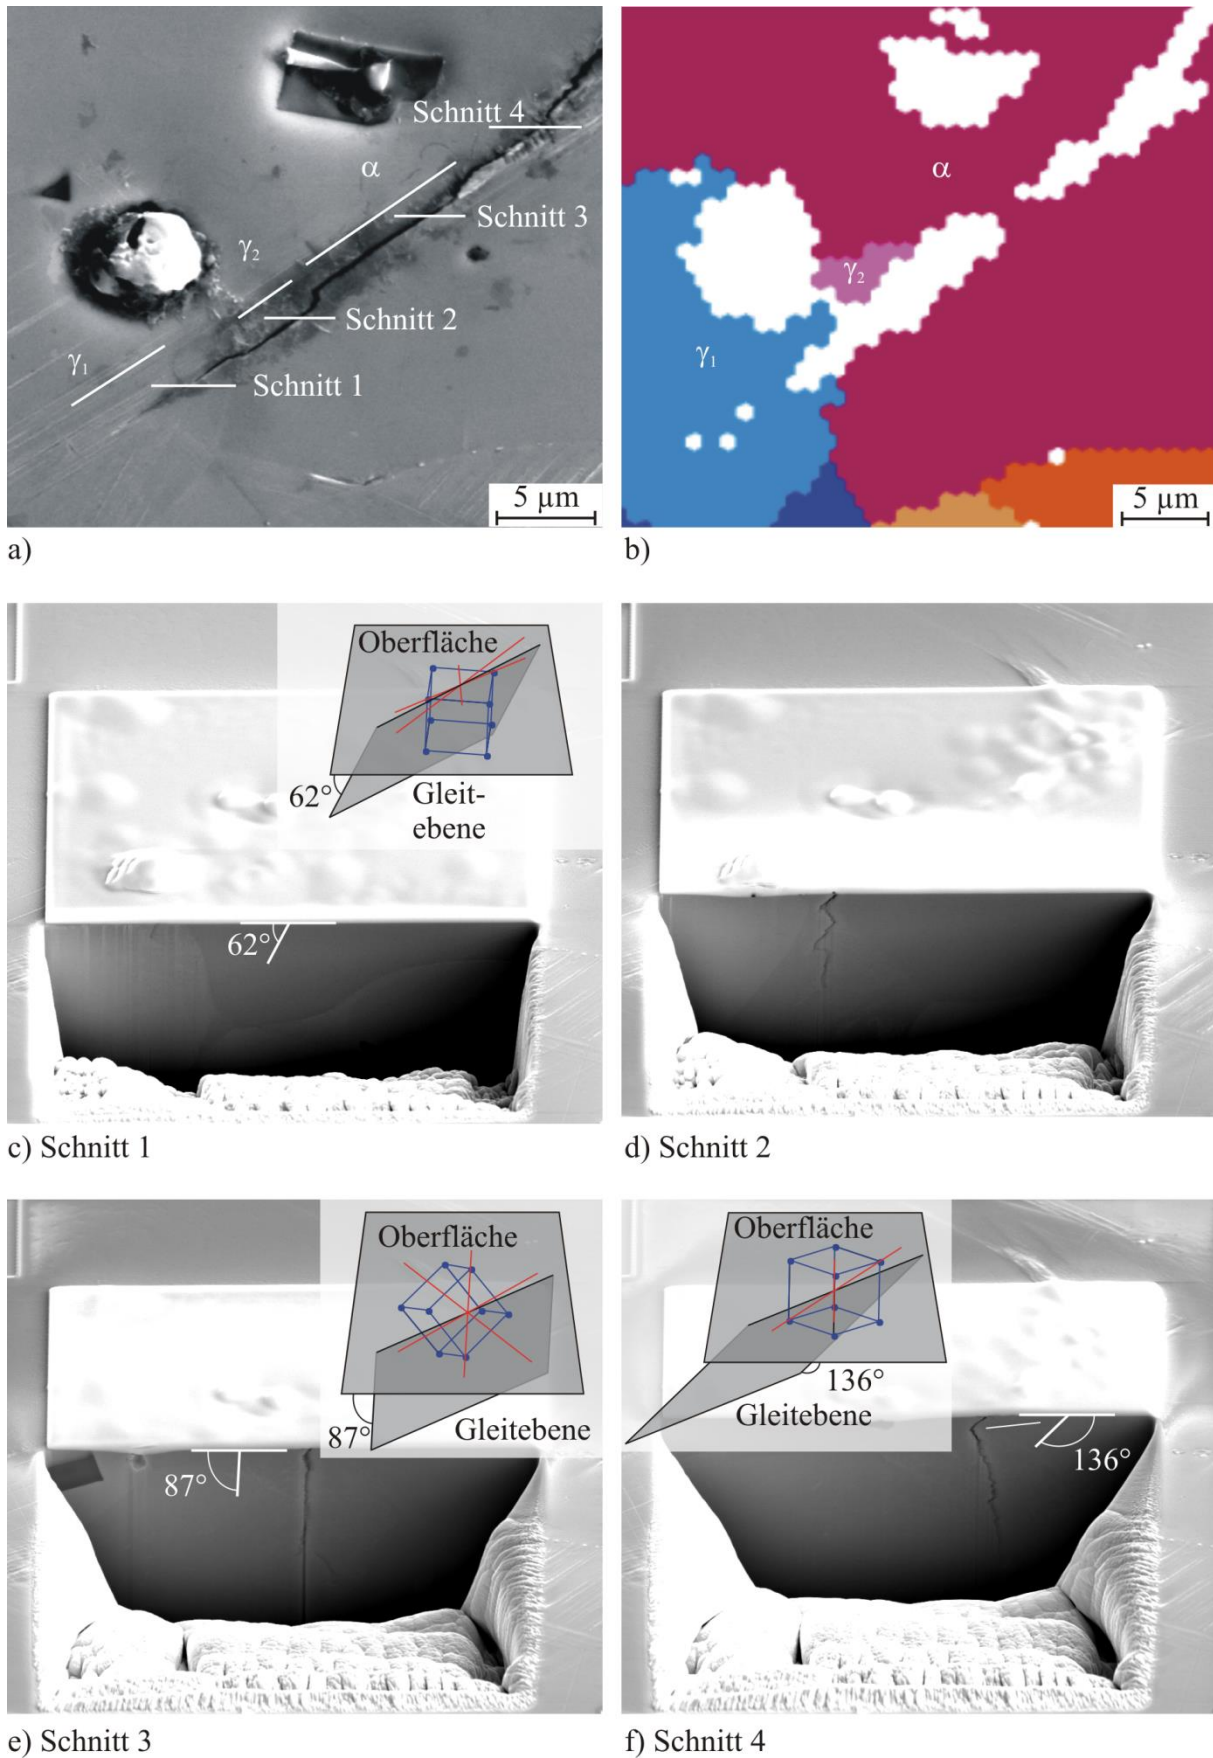 Schnitt 4
α
Schnitt 3
γ2
Schnitt 2
γ1
Schnitt 1
5 µm
a)
α
γ2
γ1
5 µm
b)
Oberfläche
62°
Gleit-
ebene
62°
c) Schnitt 1
d) Schnitt 2
Oberfläche
87°
Gleitebene
87°
e) Schnitt 3
Oberfläche
136°
Gleitebene
136°
f) Schnitt 4